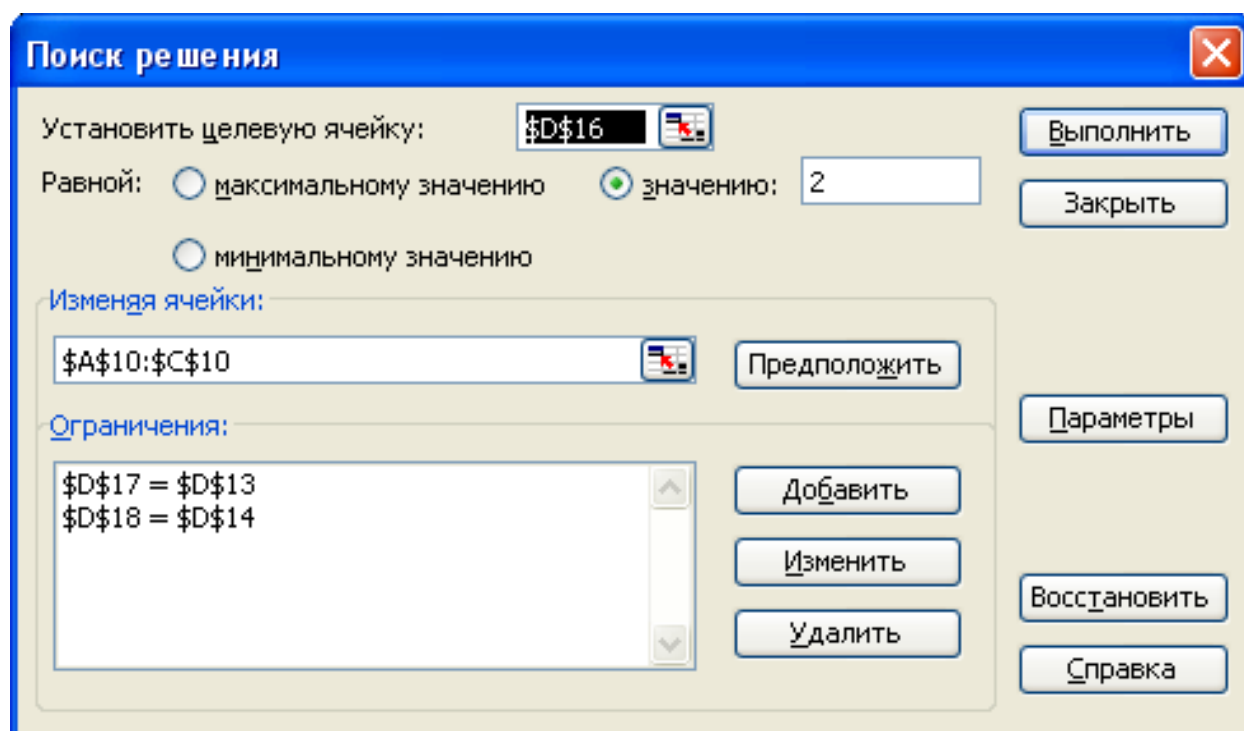 Поиск решения
Установить целевую ячейку: $D$16
Выполнить
Равной: максимальному значению значению: 2
Закрыть
минимальному значению
Изменяя ячейки:
$A$10:$C$10
Предположить
Параметры
Ограничения:
$D$17 = $D$13
$D$18 = $D$14
Добавить
Изменить
Удалить
Восстановить
Справка